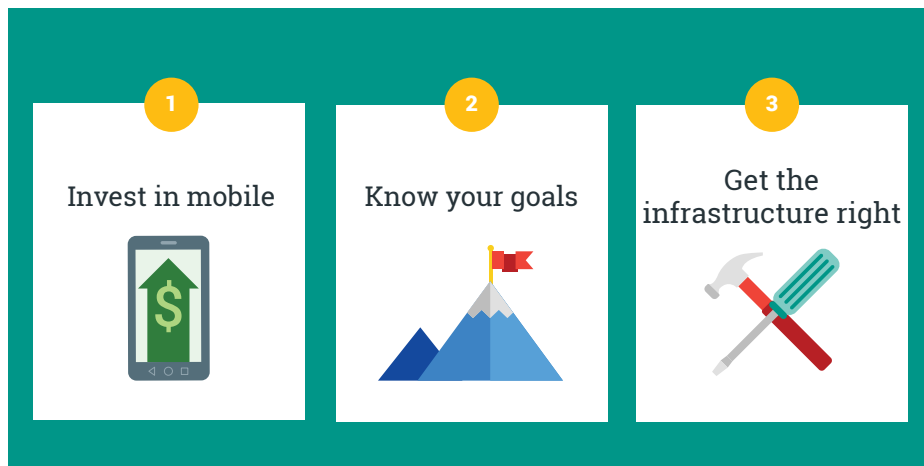 1
Invest in mobile
$
2
Know your goals
3
Get the
infrastructure right